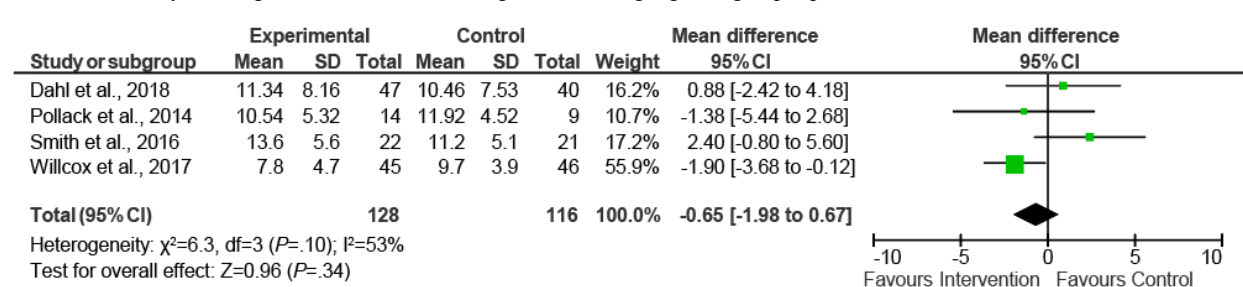 Experimental Control Mean difference Mean difference
Study or subgroup Mean SD Total Mean SD Total Weight 95% CI 95% CI
Dahl et al., 2018 11.34 8.16 47 10.46 7.53 40 16.2% 0.88 [-2.42 to 4.18]
Pollack et al., 2014 10.54 5.32 14 11.92 4.52 9 10.7% -1.38 [-5.44 to 2.68]
Smith et al., 2016 13.6 5.6 22 11.2 5.1 21 17.2% 2.40 [-0.80 to 5.60]
Willcox et al., 2017 7.8 4.7 45 9.7 3.9 46 55.9% -1.90 [-3.68 to -0.12]
Total (95% CI) 128 116 100.0% -0.65 [-1.98 to 0.67]
Heterogeneity: χ²=6.3, df=3 (P=.10); I²=53%
Test for overall effect: Z=0.96 (P=.34)
-10 -5 0 5 10
Favours Intervention Favours Control